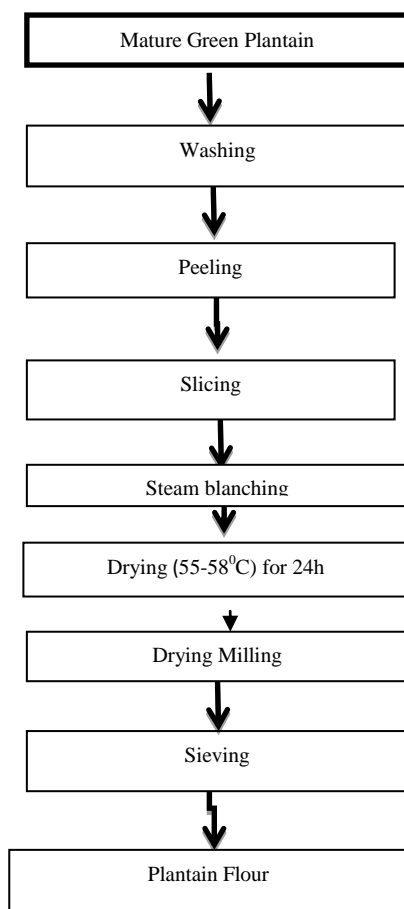 Mature Green Plantain
Washing
Peeling
Slicing
Steam blanching
Drying (55-58⁰C) for 24h
Drying Milling
Sieving
Plantain Flour